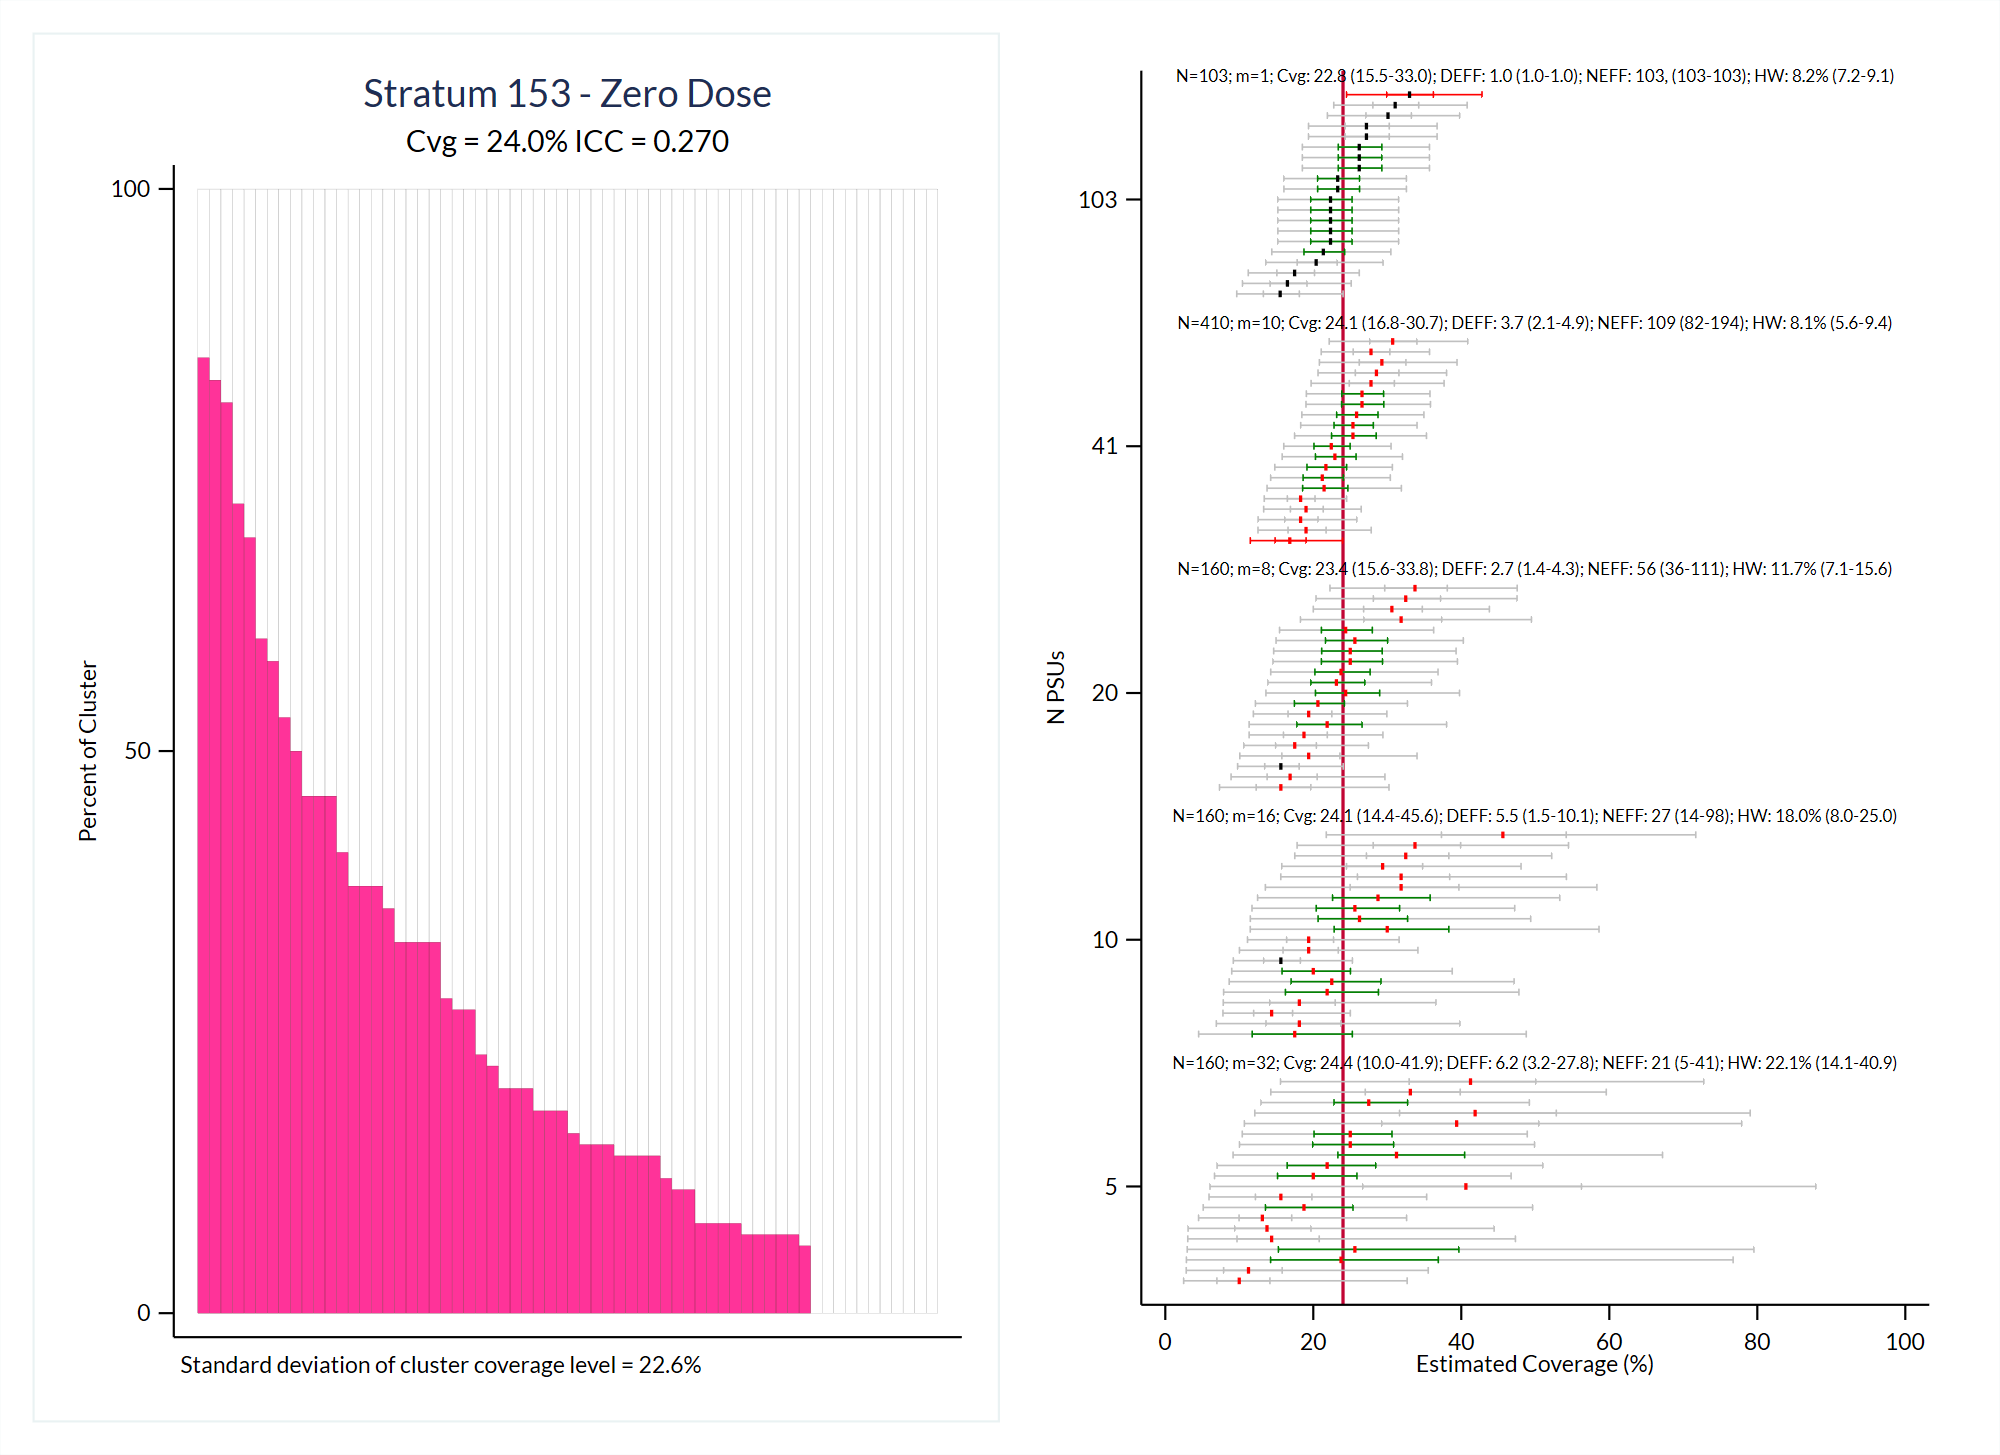 Stratum 153 - Zero Dose
Cvg = 24.0% ICC = 0.270
100
50
0
Percent of Cluster
Standard deviation of cluster coverage level = 22.6%
N=103; m=1; Cvg: 22.8 (15.5-33.0); DEFF: 1.0 (1.0-1.0); NEFF: 103, (103-103); HW: 8.2% (7.2-9.1)
103
N=410; m=10; Cvg: 24.1 (16.8-30.7); DEFF: 3.7 (2.1-4.9); NEFF: 109 (82-194); HW: 8.1% (5.6-9.4)
41
N=160; m=8; Cvg: 23.4 (15.6-33.8); DEFF: 2.7 (1.4-4.3); NEFF: 56 (36-111); HW: 11.7% (7.1-15.6)
N PSUs
20
N=160; m=16; Cvg: 24.1 (14.4-45.6); DEFF: 5.5 (1.5-10.1); NEFF: 27 (14-98); HW: 18.0% (8.0-25.0)
10
N=160; m=32; Cvg: 24.4 (10.0-41.9); DEFF: 6.2 (3.2-27.8); NEFF: 21 (5-41); HW: 22.1% (14.1-40.9)
5
0 20 40 60 80 100
Estimated Coverage (%)